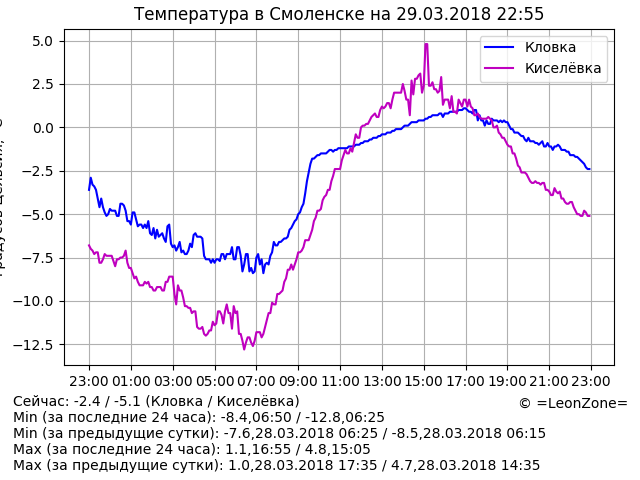 Температура в Смоленске на 29.03.2018 22:55
Кловка
Киселёвка
5.0
2.5
0.0
−2.5
−5.0
−7.5
−10.0
−12.5
23:00 01:00 03:00 05:00 07:00 09:00 11:00 13:00 15:00 17:00 19:00 21:00 23:00
Сейчас: -2.4 / -5.1 (Кловка / Киселёвка)
© =LeonZone=
Min (за последние 24 часа): -8.4,06:50 / -12.8,06:25
Min (за предыдущие сутки): -7.6,28.03.2018 06:25 / -8.5,28.03.2018 06:15
Max (за последние 24 часа): 1.1,16:55 / 4.8,15:05
Max (за предыдущие сутки): 1.0,28.03.2018 17:35 / 4.7,28.03.2018 14:35